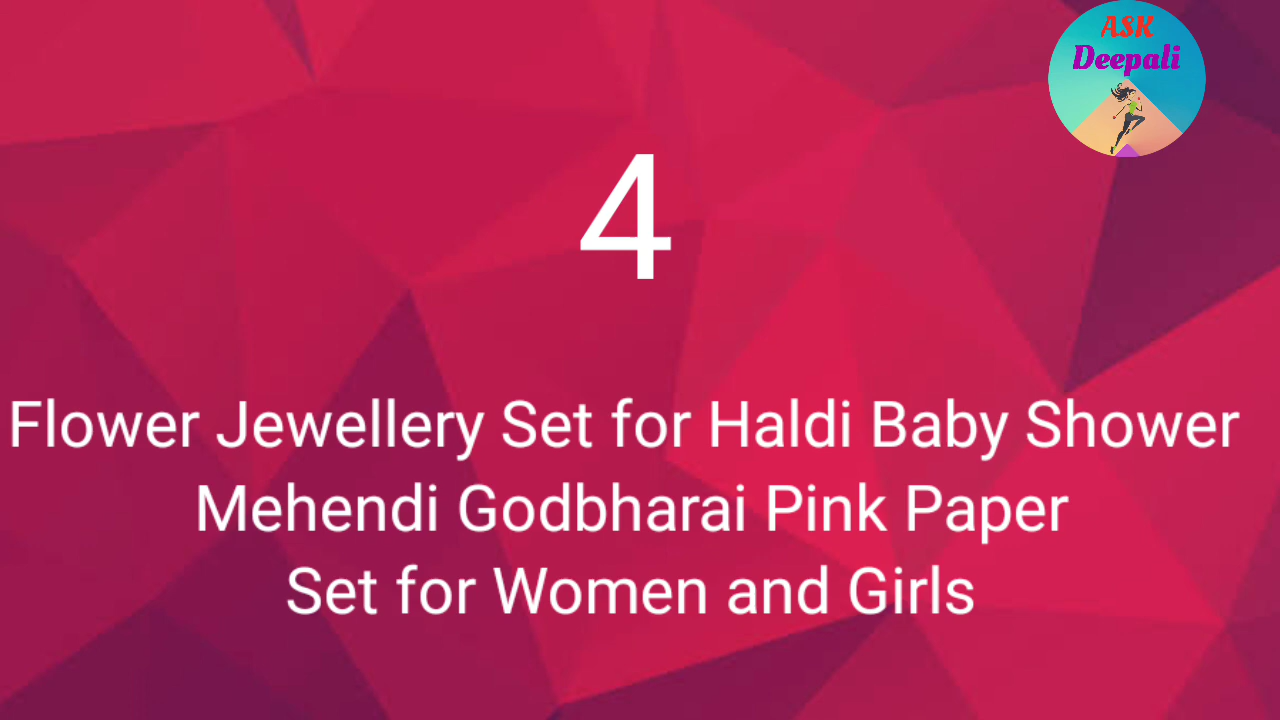 ASK
Deepali
4
Flower Jewellery Set for Haldi Baby Shower
Mehendi Godbharai Pink Paper
Set for Women and Girls